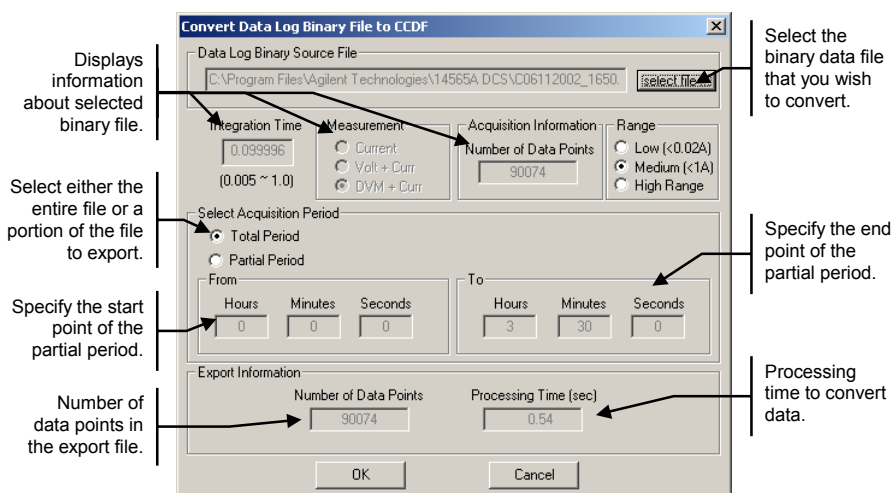 Convert Data Log Binary File to CCDF
Data Log Binary Source File
C:\Program Files\Agilent Technologies\14565A DCS\C06112002_1650.
select file...
Integration Time
0.099996
(0.005 ~ 1.0)
Measurement
Current
Volt + Curr
DVM + Curr
Acquisition Information
Number of Data Points
90074
Range
Low (<0.02A)
Medium (<1A)
High Range
Select Acquisition Period
Total Period
Partial Period
From
Hours Minutes Seconds
0 0 0
To
Hours Minutes Seconds
3 30 0
Export Information
Number of Data Points
90074
Processing Time (sec)
0.54
OK
Cancel
Displays
information
about selected
binary file.
Select either the
entire file or a
portion of the file
to export.
Specify the start
point of the
partial period.
Number of
data points in
the export file.
Select the
binary data file
that you wish
to convert.
Specify the end
point of the
partial period.
Processing
time to convert
data.